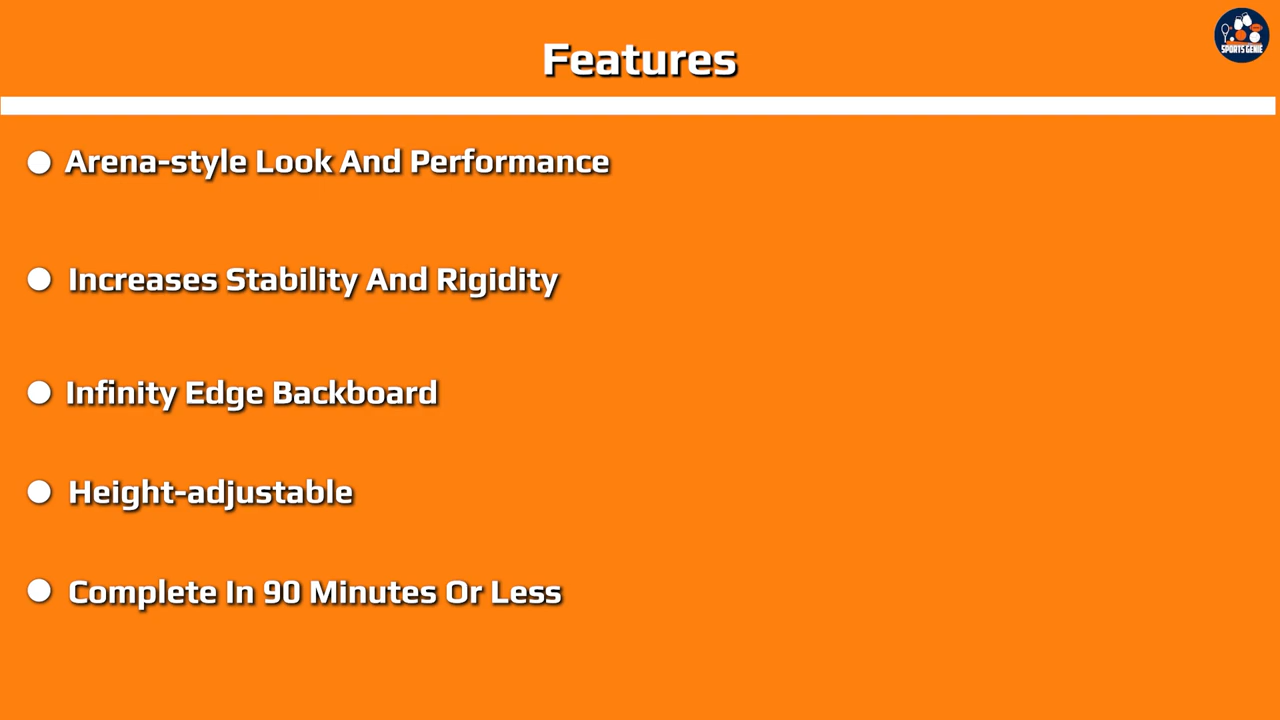 Features
SPORTS GENIE
Arena-style Look And Performance
Increases Stability And Rigidity
Infinity Edge Backboard
Height-adjustable
Complete In 90 Minutes Or Less